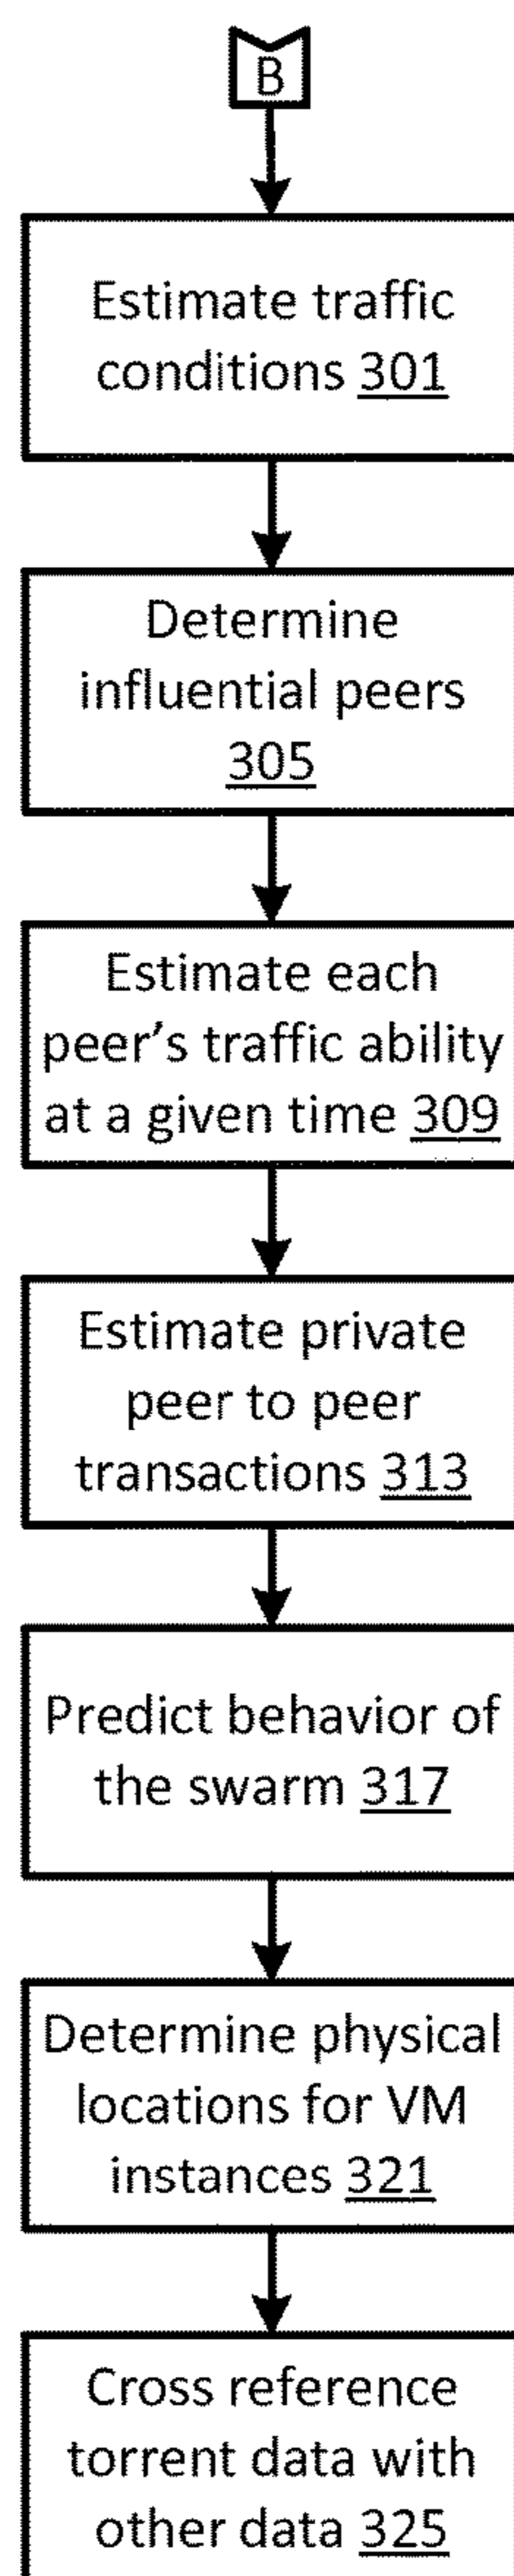 B
Estimate traffic
conditions 301
Determine
influential peers
305
Estimate each
peer's traffic ability
at a given time 309
Estimate private
peer to peer
transactions 313
Predict behavior of
the swarm 317
Determine physical
locations for VM
instances 321
Cross reference
torrent data with
other data 325